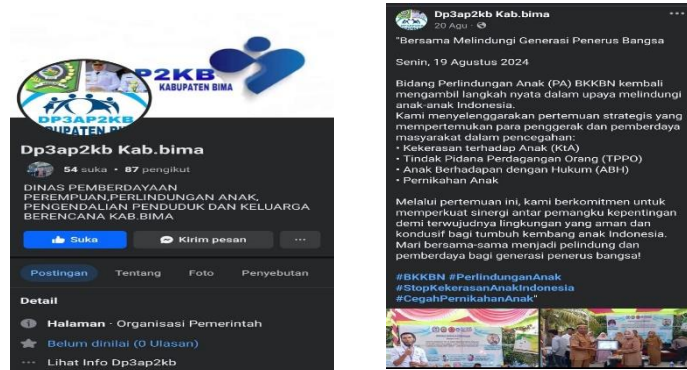 P2KB
KABUPATEN BIMA
DP3AP2KB
Dp3ap2kb Kab.bima
54 suka • 87 pengikut
DINAS PEMBERDAYAAN
PEREMPUAN,PERLINDUNGAN ANAK,
PENGENDALIAN PENDUDUK DAN KELUARGA
BERENCANA KAB.BIMA
Suka
Kirim pesan
Postingan
Tentang
Foto
Penyebutan
Detail
Halaman · Organisasi Pemerintah
Belum dinilai (0 Ulasan)
Lihat Info Dp3ap2kb
Dp3ap2kb Kab.bima
20 Agu ·
"Bersama Melindungi Generasi Penerus Bangsa
Senin, 19 Agustus 2024
Bidang Perlindungan Anak (PA) BKKBN kembali
mengambil langkah nyata dalam upaya melindungi
anak-anak Indonesia.
Kami menyelenggarakan pertemuan strategis yang
mempertemukan para penggerak dan pemberdaya
masyarakat dalam pencegahan:
• Kekerasan terhadap Anak (KtA)
• Tindak Pidana Perdagangan Orang (TPPO)
• Anak Berhadapan dengan Hukum (ABH)
• Pernikahan Anak
Melalui pertemuan ini, kami berkomitmen untuk
memperkuat sinergi antar pemangku kepentingan
demi terwujudnya lingkungan yang aman dan
kondusif bagi tumbuh kembang anak Indonesia.
Mari bersama-sama menjadi pelindung dan
pemberdaya bagi generasi penerus bangsa!
#BKKBN #PerlindunganAnak
#StopKekerasanAnakIndonesia
#CegahPernikahanAnak"